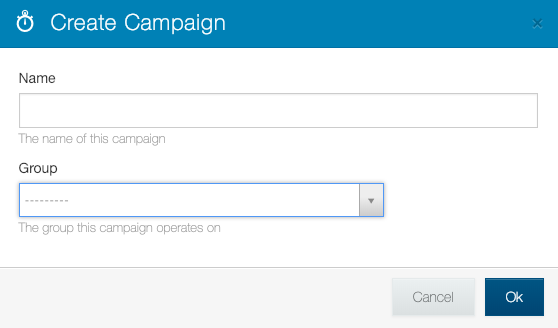 Create Campaign
×
Name
The name of this campaign
Group
---------
The group this campaign operates on
Cancel
Ok